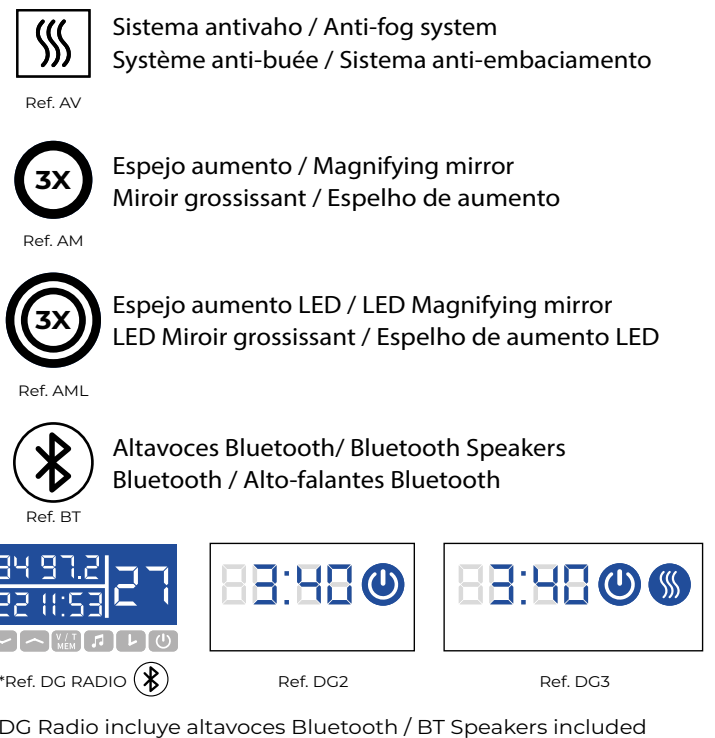 Sistema antivaho / Anti-fog system
Système anti-buée / Sistema anti-embaciamento
Ref. AV
3X
Espejo aumento / Magnifying mirror
Miroir grossissant / Espelho de aumento
Ref. AM
3X
Espejo aumento LED / LED Magnifying mirror
LED Miroir grossissant / Espelho de aumento LED
Ref. AML
Altavoces Bluetooth/ Bluetooth Speakers
Bluetooth / Alto-falantes Bluetooth
Ref. BT
97.2
11:53
27
V / T
MEM
3:40
3:40
*Ref. DG RADIO
Ref. DG2
Ref. DG3
DG Radio incluye altavoces Bluetooth / BT Speakers included